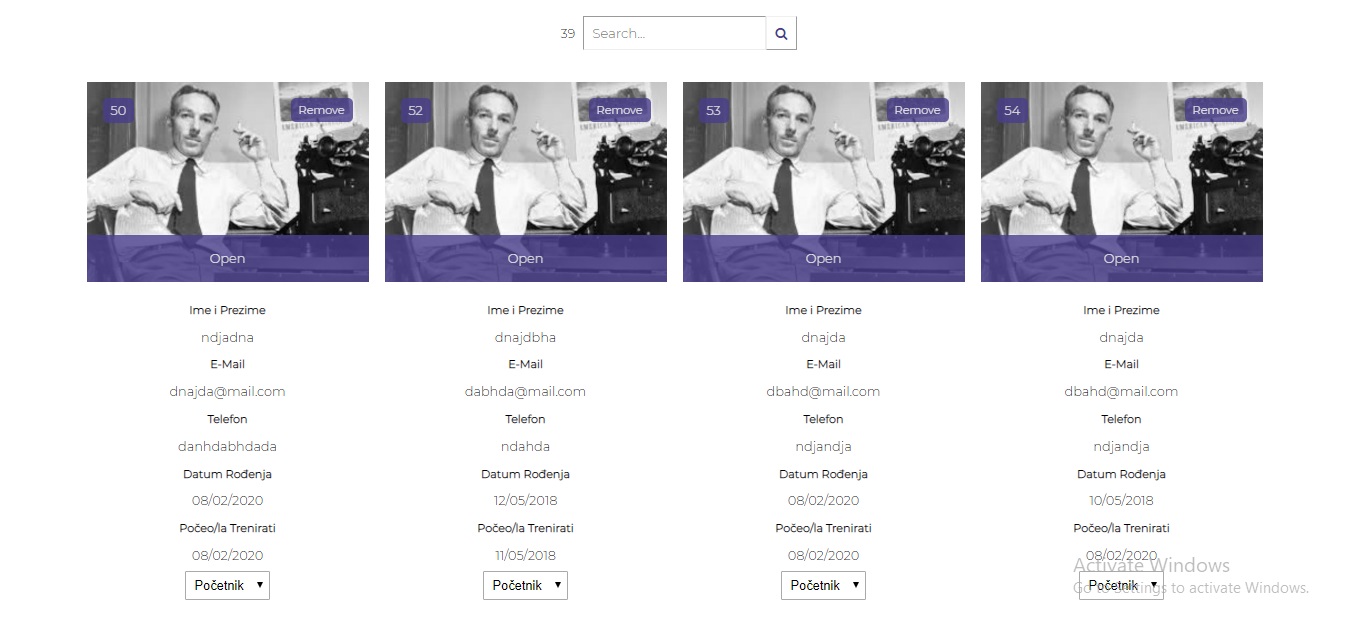 39 Search...
50 Remove 52 Remove 53 Remove 54 Remove
Open Open Open Open
Ime i Prezime Ime i Prezime Ime i Prezime Ime i Prezime
ndjadna dnajdbha dnajda dnajda
E-Mail E-Mail E-Mail E-Mail
dnajda@mail.com dabhda@mail.com dbahd@mail.com dbahd@mail.com
Telefon Telefon Telefon Telefon
danhdabhdada ndahda ndjandja ndjandja
Datum Rođenja Datum Rođenja Datum Rođenja Datum Rođenja
08/02/2020 12/05/2018 08/02/2020 10/05/2018
Počeo/la Trenirati Počeo/la Trenirati Počeo/la Trenirati Počeo/la Trenirati
08/02/2020 11/05/2018 08/02/2020 08/02/2020
Activate Windows
Početnik Početnik Početnik Početnik
Go to Settings to activate Windows.